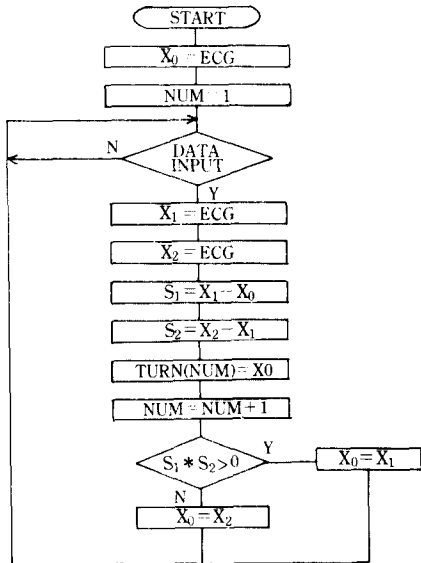 START
X₀ = ECG
NUM = 1
N
DATA
INPUT
Y
X₁ = ECG
X₂ = ECG
S₁ = X₁ - X₀
S₂ = X₂ - X₁
TURN(NUM) = X0
NUM = NUM + 1
S₁ * S₂ > 0
Y
X₀ = X₁
N
X₀ = X₂